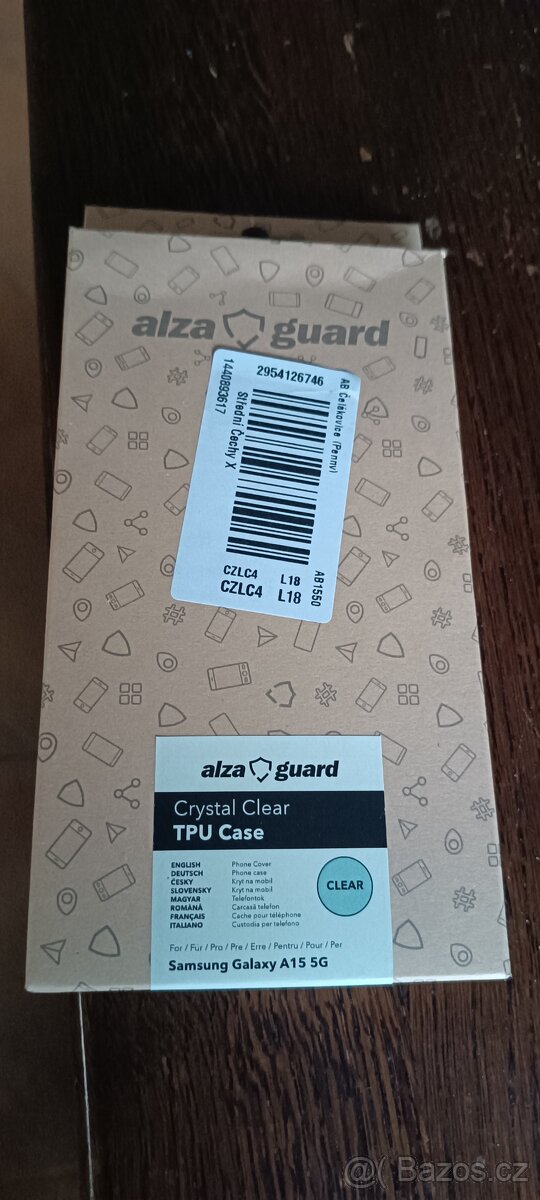 alza guard
2954126746
AB Čelákovice (Penny)
1440893617
Střední Čechy X
CZLC4 L18
CZLC4 L18
AB1550
alza guard
Crystal Clear
TPU Case
ENGLISH Phone Cover
DEUTSCH Phone case
ČESKY Kryt na mobil
SLOVENSKY Kryt na mobil
MAGYAR Telefontok
ROMÂNĂ Carcasă telefon
FRANÇAIS Cache pour téléphone
ITALIANO Custodia per telefono
CLEAR
For / Für / Pro / Pre / Erre / Pentru / Pour / Per
Samsung Galaxy A15 5G
@( Bazos.cz